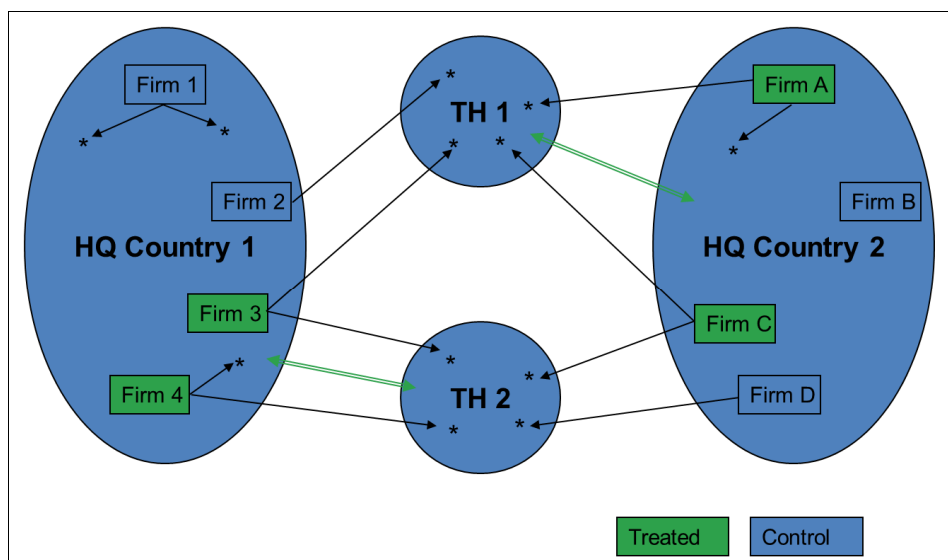 Firm 1
*
*
Firm 2
HQ Country 1
Firm 3
*
Firm 4
*
TH 1
*
*
*
*
*
TH 2
*
*
Firm A
*
Firm B
HQ Country 2
Firm C
Firm D
Treated
Control